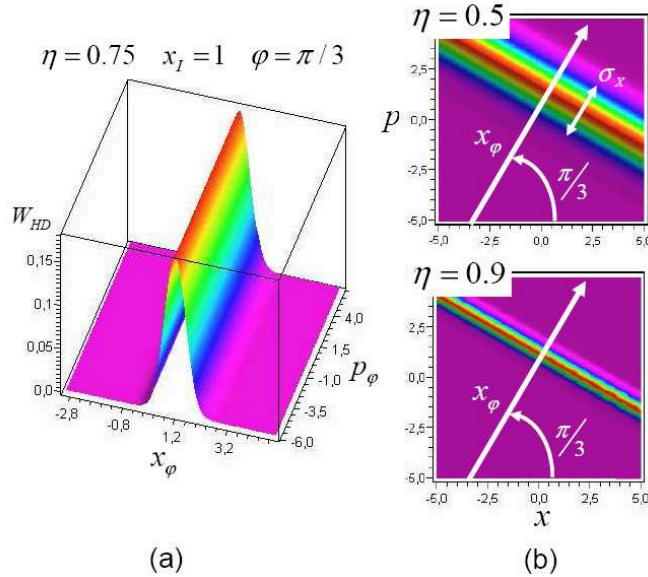 η = 0.75 x_I = 1 φ = π/3
W_HD
0,15
0,10
0,05
0,0
-2,8 -0,8 1,2 3,2
x_φ
4,0
1,5
-1,0
-3,5
-6,0
p_φ
(a)
η = 0.5
p
2,5
0,0
-2,5
-5,0
σ_x
x_φ
π/3
-5,0 -2,5 0,0 2,5 5,0
η = 0.9
2,5
0,0
-2,5
-5,0
x_φ
π/3
-5,0 -2,5 0,0 2,5 5,0
x
(b)